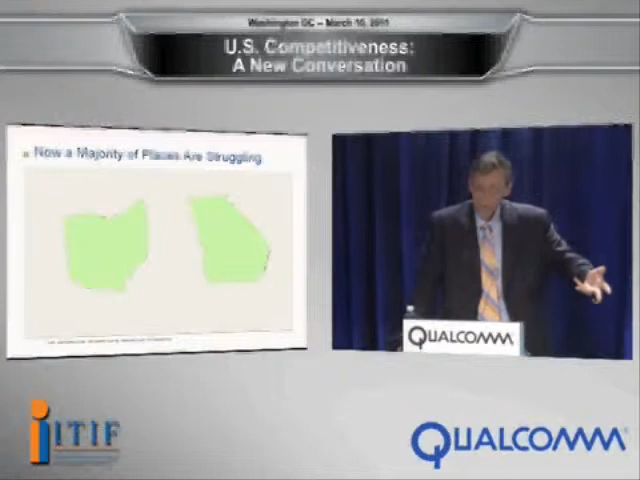 Washington DC – March 10, 2011
U.S. Competitiveness:
A New Conversation
Now a Majority of Places Are Struggling
QUALCOMM
ITIF
QUALCOMM